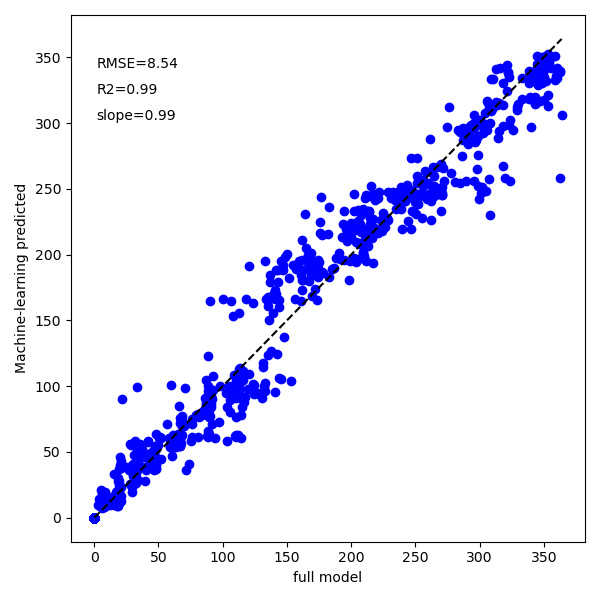 RMSE=8.54
R2=0.99
slope=0.99
Machine-learning predicted
350
300
250
200
150
100
50
0
0 50 100 150 200 250 300 350
full model